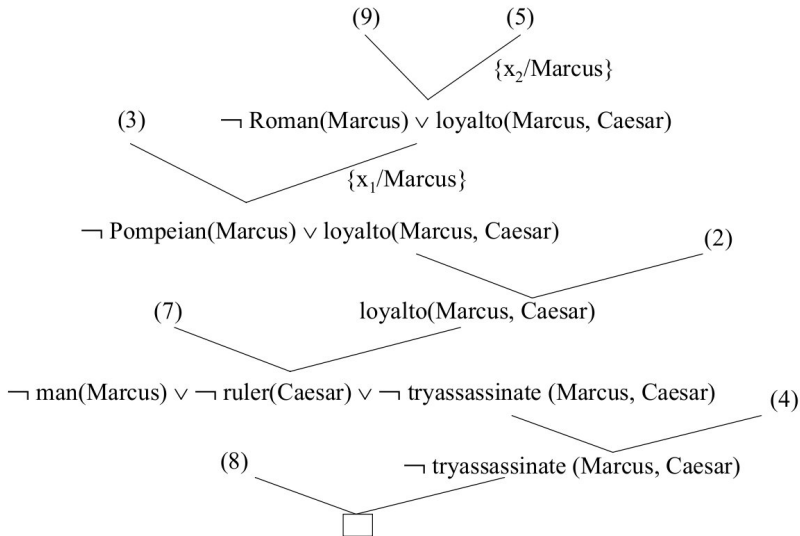 (9) (5)
{x₂/Marcus}
(3) ¬ Roman(Marcus) ∨ loyalto(Marcus, Caesar)
{x₁/Marcus}
¬ Pompeian(Marcus) ∨ loyalto(Marcus, Caesar) (2)
(7) loyalto(Marcus, Caesar)
¬ man(Marcus) ∨ ¬ ruler(Caesar) ∨ ¬ tryassassinate (Marcus, Caesar) (4)
(8) ¬ tryassassinate (Marcus, Caesar)